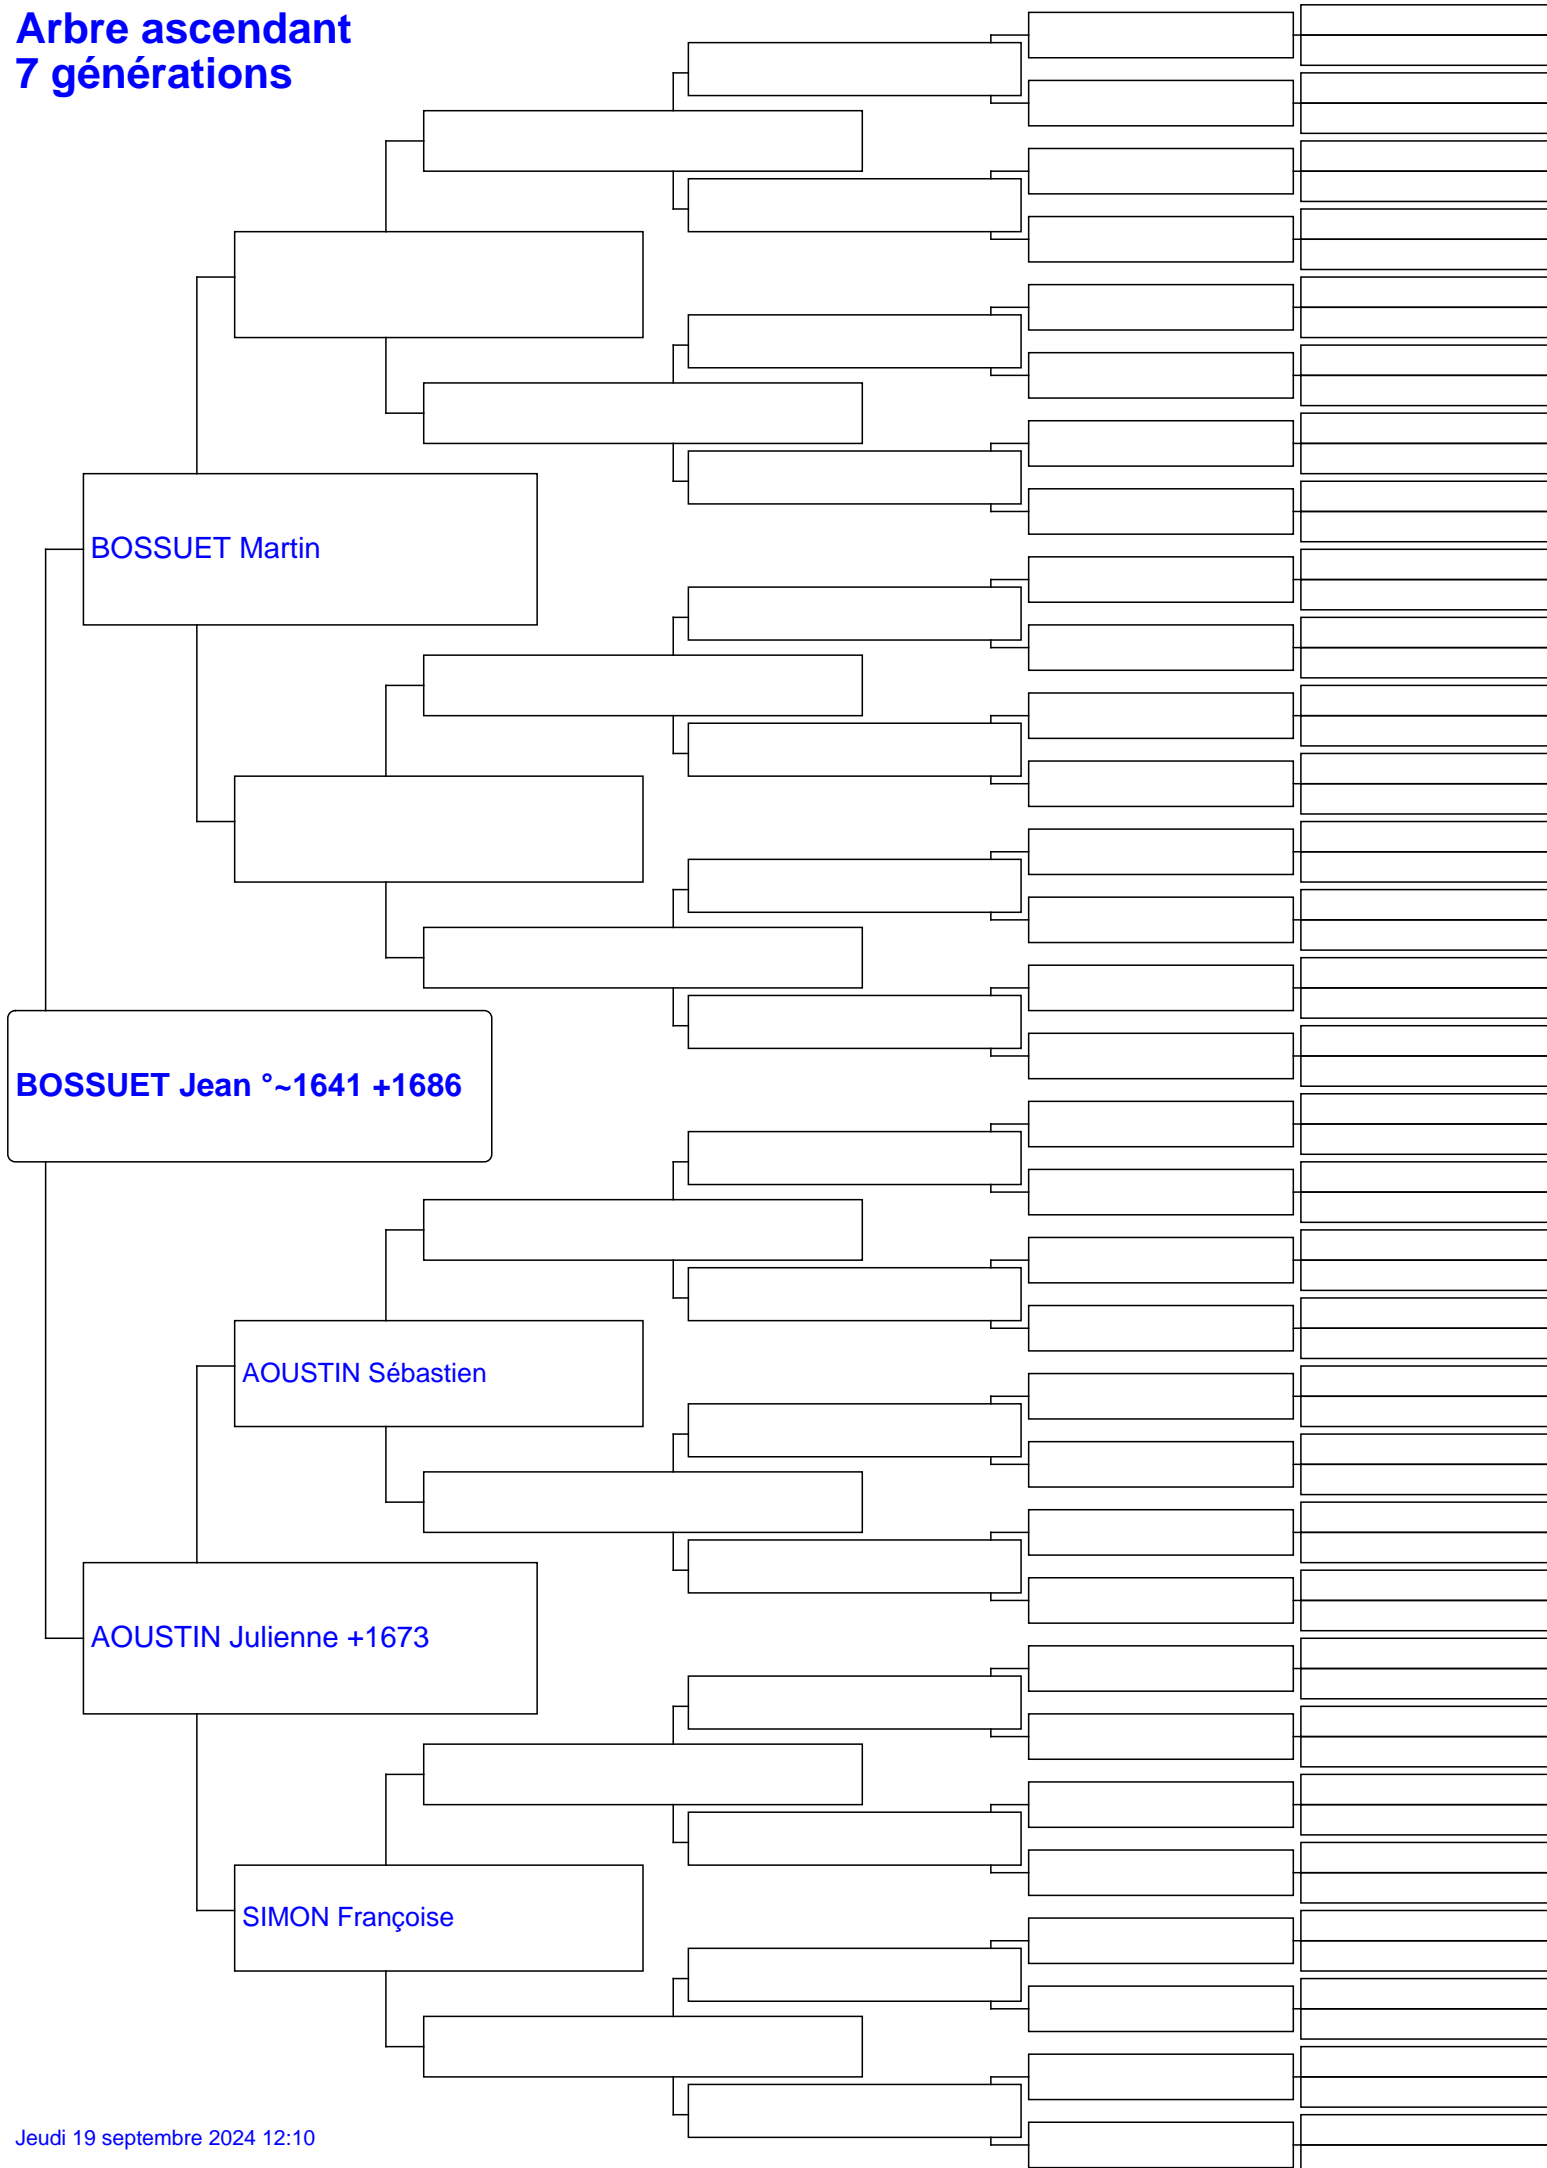 Arbre ascendant
7 générations
BOSSUET Martin
BOSSUET Jean °~1641 +1686
AOUSTIN Sébastien
AOUSTIN Julienne +1673
SIMON Françoise
Jeudi 19 septembre 2024 12:10